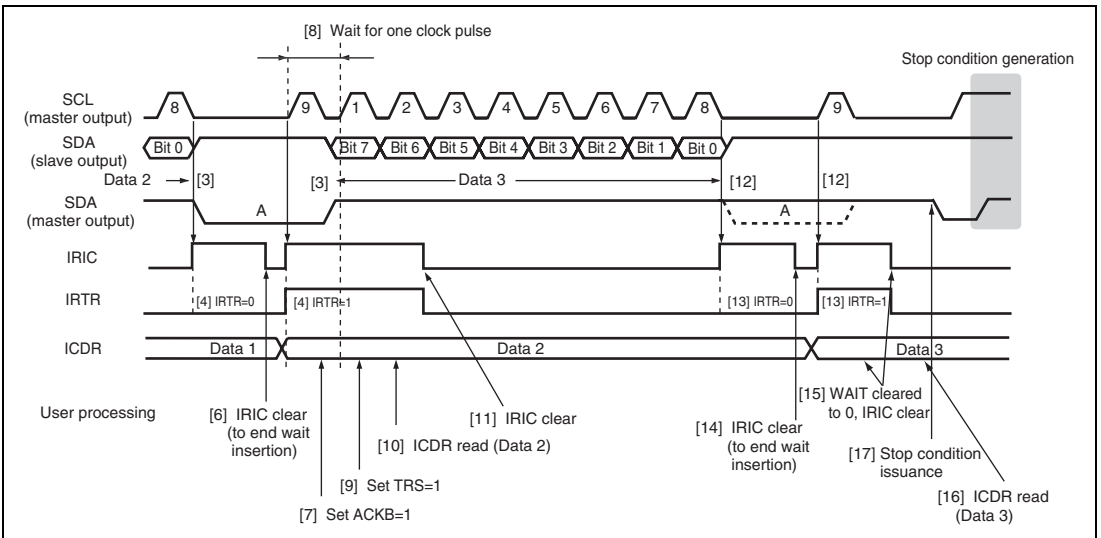 [8] Wait for one clock pulse
Stop condition generation
SCL
(master output)
8 9 1 2 3 4 5 6 7 8 9
SDA
(slave output)
Bit 0 Bit 7 Bit 6 Bit 5 Bit 4 Bit 3 Bit 2 Bit 1 Bit 0
Data 2 [3] [3] Data 3 [12] [12]
SDA
(master output)
A A
IRIC
IRTR
[4] IRTR=0 [4] IRTR=1 [13] IRTR=0 [13] IRTR=1
ICDR
Data 1 Data 2 Data 3
User processing
[6] IRIC clear
(to end wait
insertion)
[11] IRIC clear
[10] ICDR read (Data 2)
[9] Set TRS=1
[7] Set ACKB=1
[14] IRIC clear
(to end wait
insertion)
[15] WAIT cleared
to 0, IRIC clear
[17] Stop condition
issuance
[16] ICDR read
(Data 3)